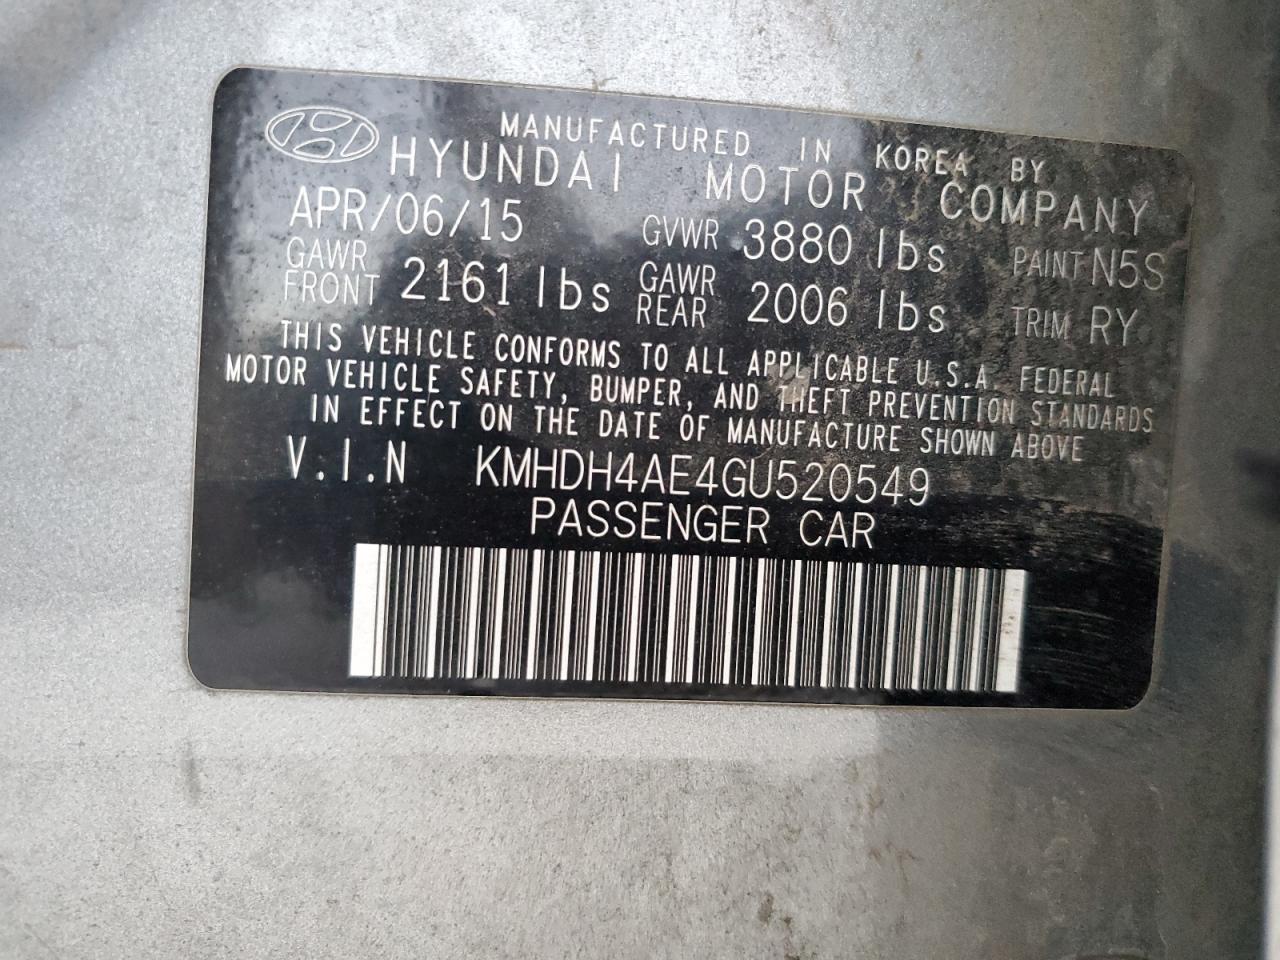 MANUFACTURED IN KOREA BY
HYUNDAI MOTOR COMPANY
APR/06/15 GVWR 3880 lbs PAINT N5S
GAWR FRONT 2161 lbs GAWR REAR 2006 lbs TRIM RY
THIS VEHICLE CONFORMS TO ALL APPLICABLE U.S.A. FEDERAL
MOTOR VEHICLE SAFETY, BUMPER, AND THEFT PREVENTION STANDARDS
IN EFFECT ON THE DATE OF MANUFACTURE SHOWN ABOVE
V.I.N KMHDH4AE4GU520549
PASSENGER CAR